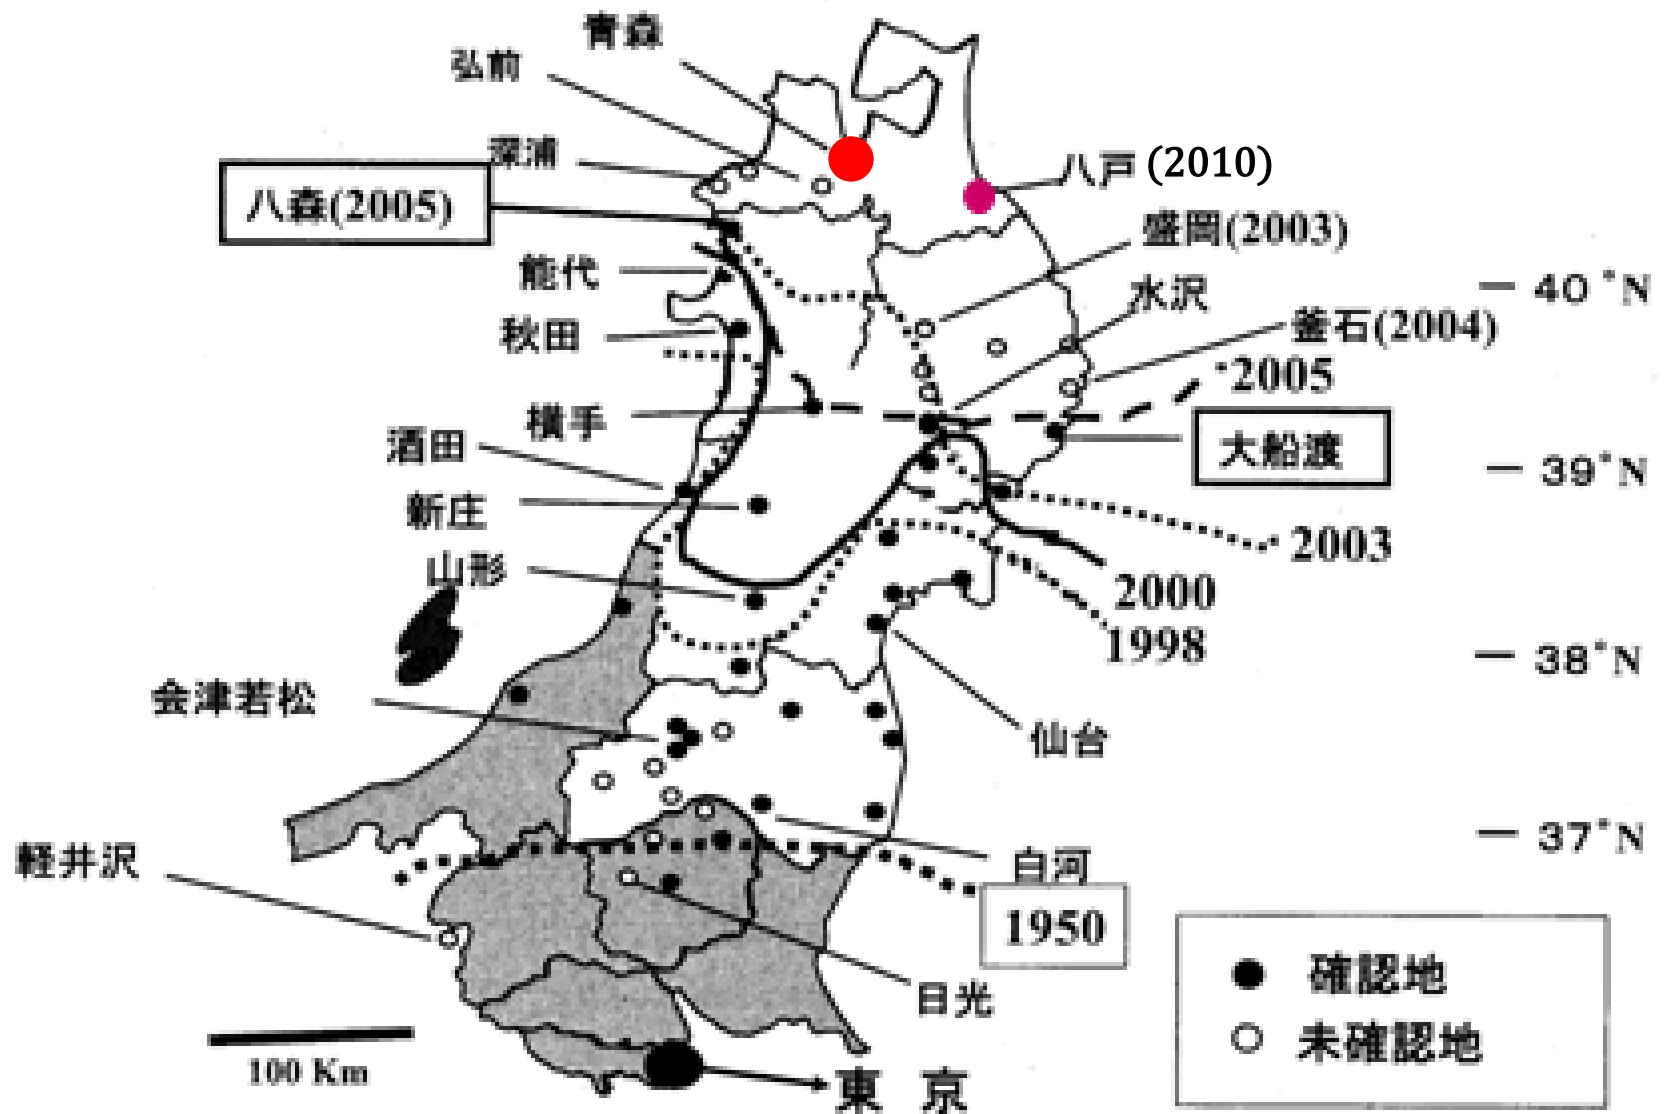 青森
弘前
深浦
八戸 (2010)
八森(2005)
盛岡(2003)
能代
水沢
40°N
秋田
釜石(2004)
2005
横手
酒田
大船渡
39°N
新庄
2003
山形
2000
1998
38°N
会津若松
仙台
37°N
軽井沢
白河
1950
日光
確認地
未確認地
100 Km
東京